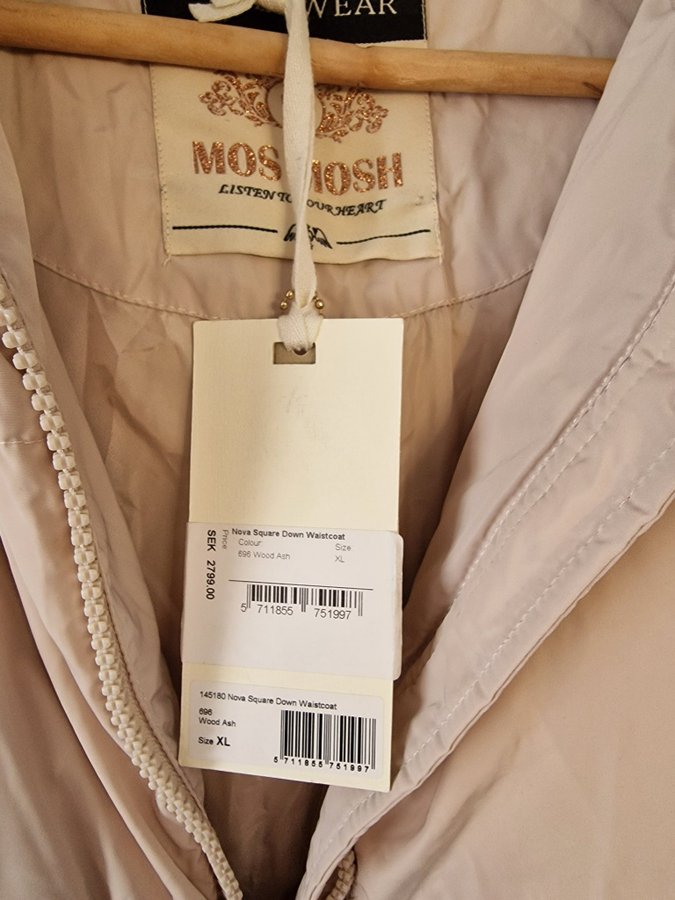 WEAR
MOS MOSH
LISTEN TO YOUR HEART
Nova Square Down Waistcoat
Colour: Size
696 Wood Ash XL
Price
SEK 2799.00
5 711855 751997
145180 Nova Square Down Waistcoat
696
Wood Ash
Size XL
5 711855 751997